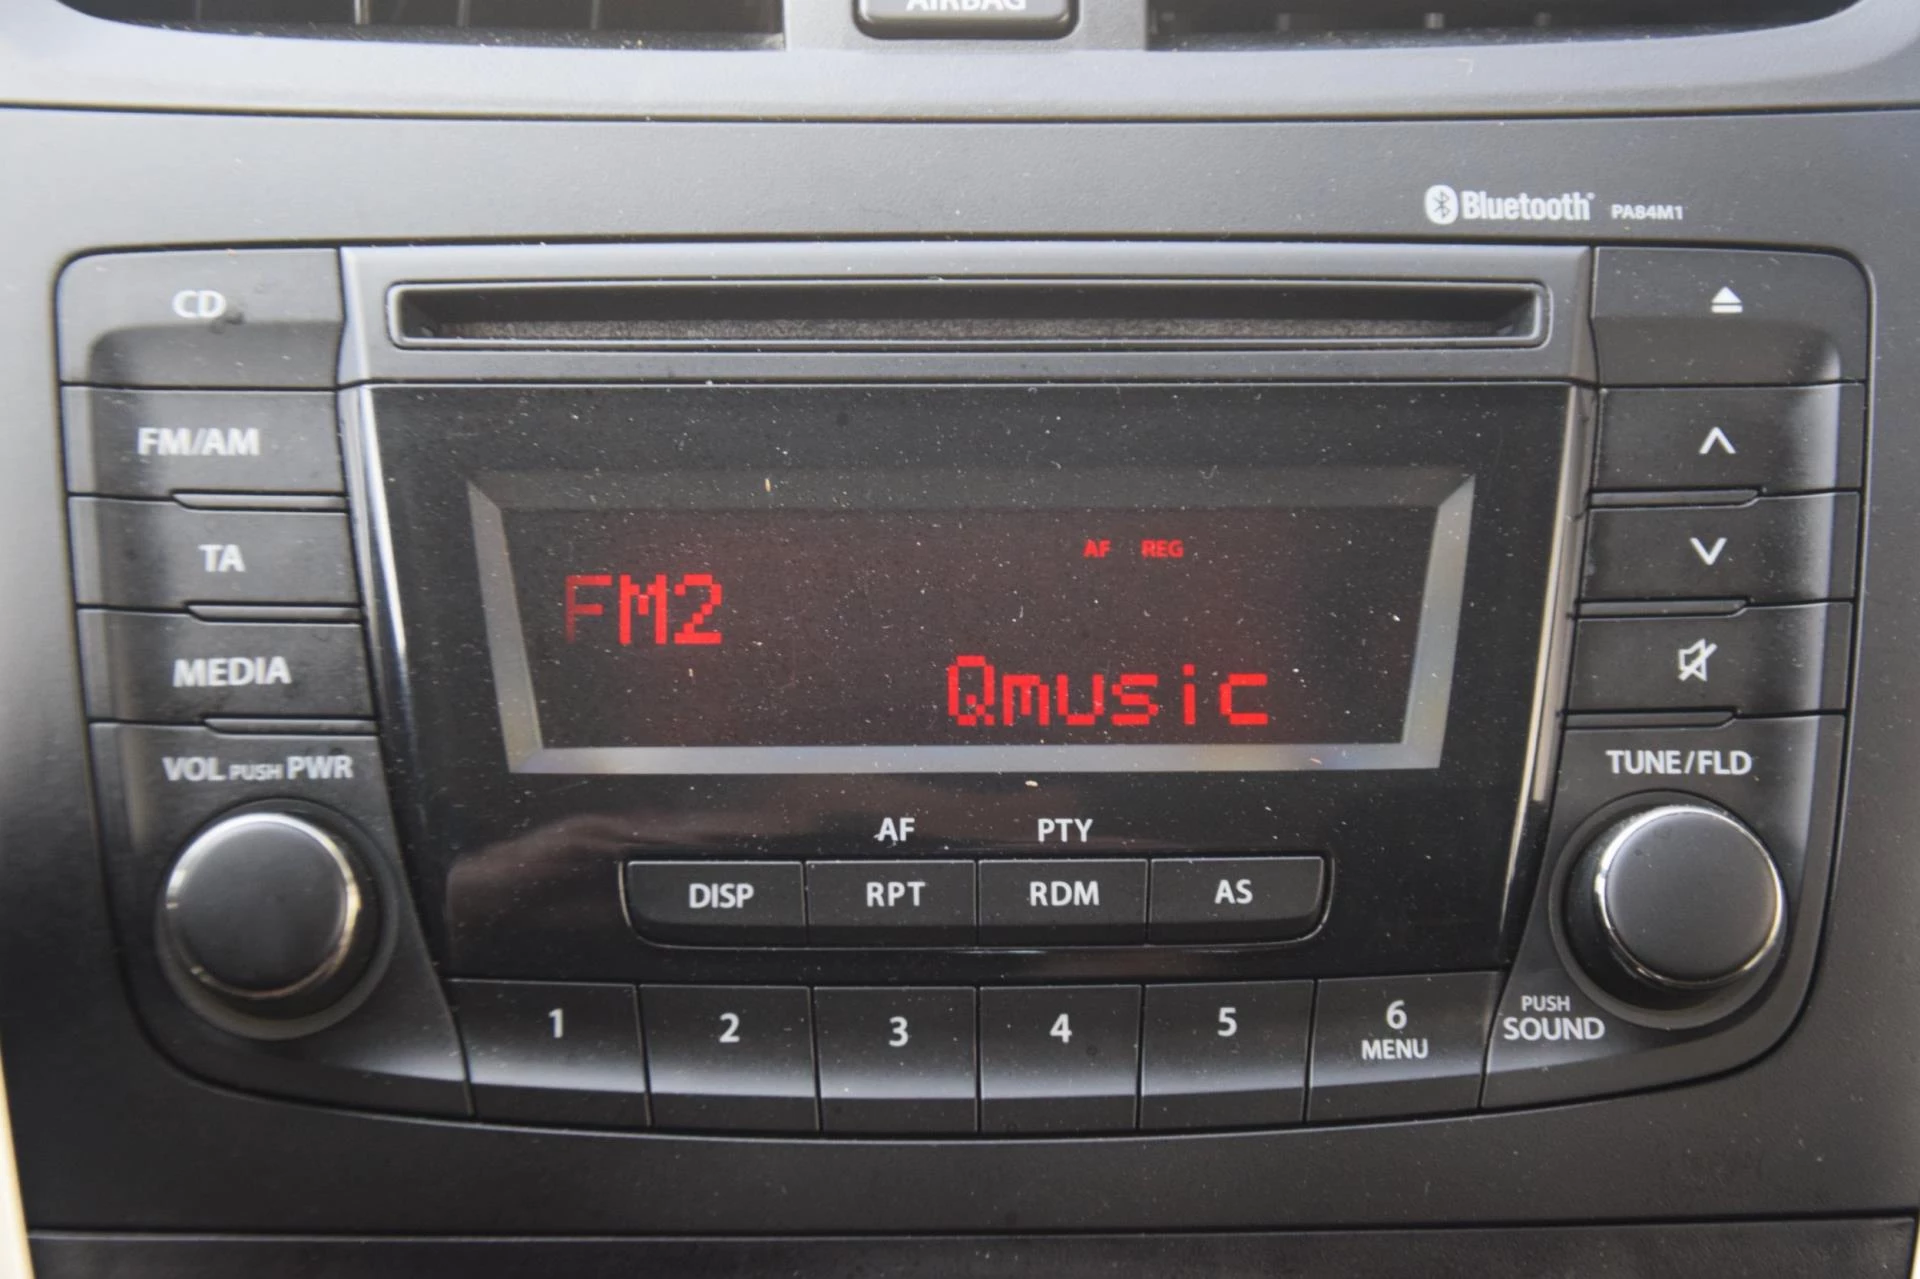 AIRBAG
Bluetooth® PA84M1
CD
FM/AM
TA
MEDIA
VOL PUSH PWR
AF REG
FM2
Qmusic
TUNE/FLD
AF PTY
DISP RPT RDM AS
1 2 3 4 5 6
MENU
PUSH
SOUND